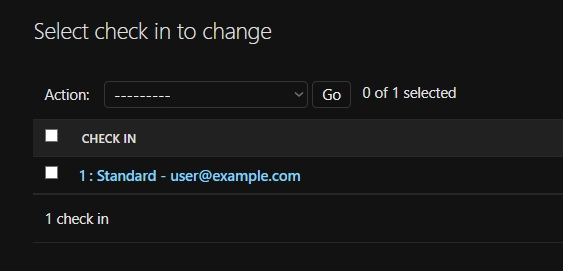 Select check in to change
Action: --------- Go 0 of 1 selected
CHECK IN
1 : Standard - user@example.com
1 check in